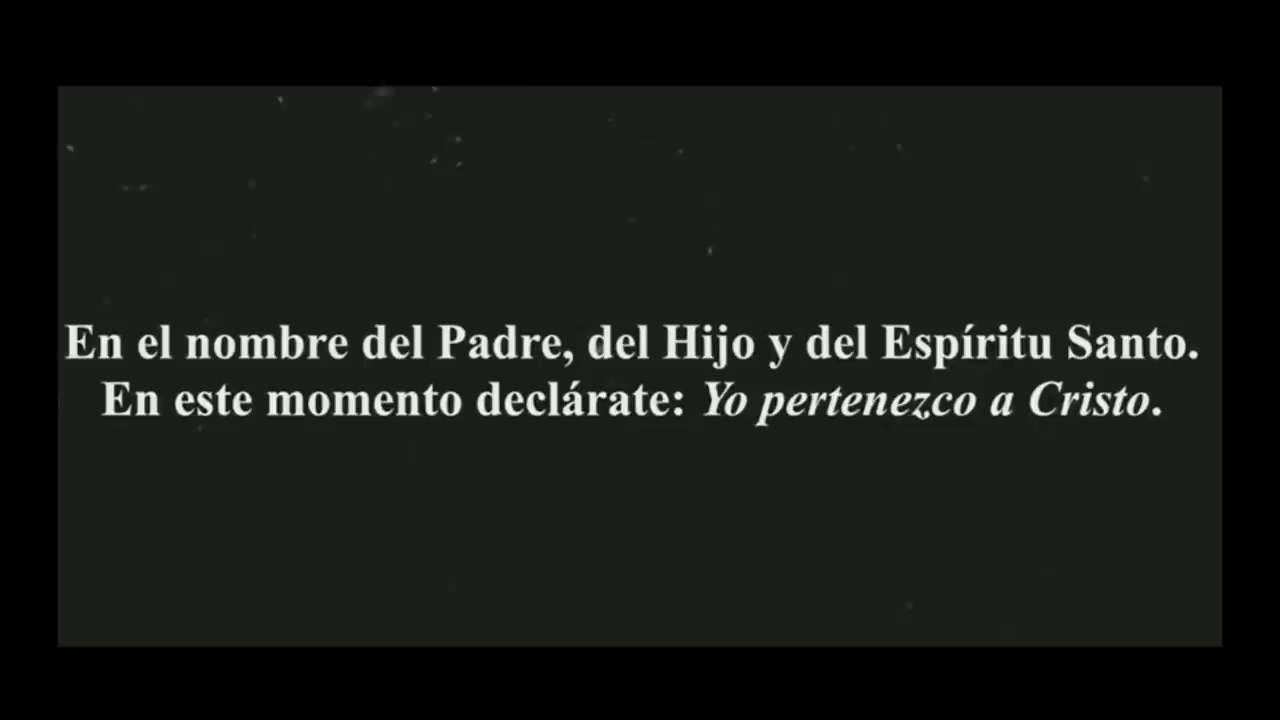 En el nombre del Padre, del Hijo y del Espíritu Santo.
En este momento declárate: Yo pertenezco a Cristo.